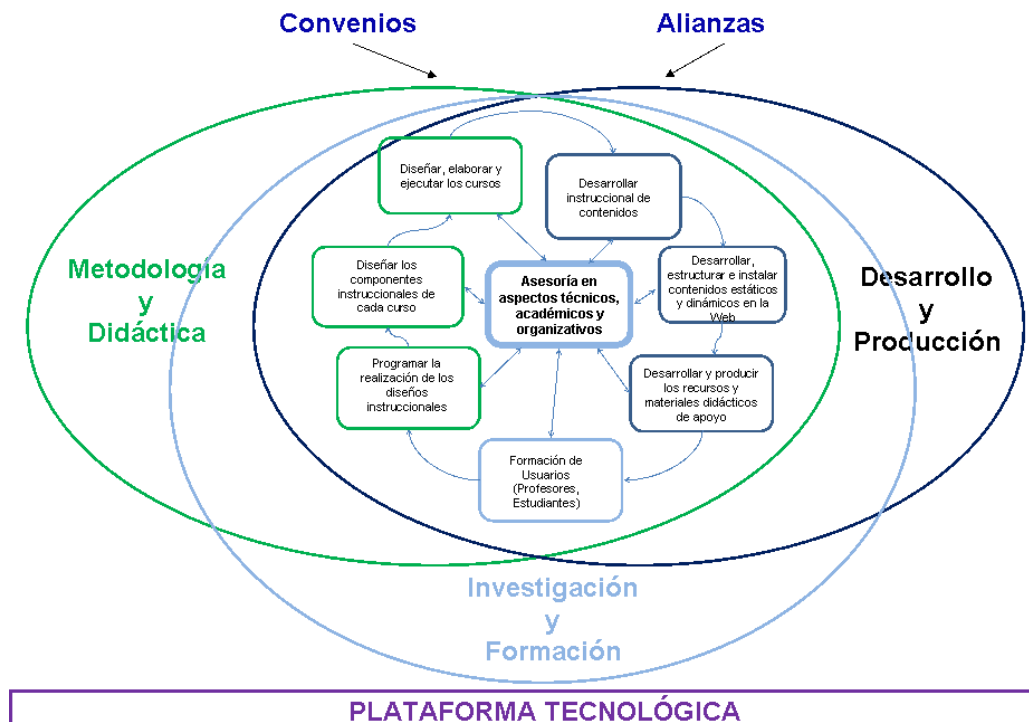 Convenios
Alianzas
Diseñar, elaborar y
ejecutar los cursos
Desarrollar
instruccional de
contenidos
Metodología
y
Didáctica
Diseñar los
componentes
instruccionales de
cada curso
Asesoría en
aspectos técnicos,
académicos y
organizativos
Desarrollar,
estructurar e instalar
contenidos estáticos
y dinámicos en la
Web
Desarrollo
y
Producción
Programar la
realización de los
diseños
instruccionales
Desarrollar y producir
los recursos y
materiales didácticos
de apoyo
Formación de
Usuarios
(Profesores,
Estudiantes)
Investigación
y
Formación
PLATAFORMA TECNOLÓGICA